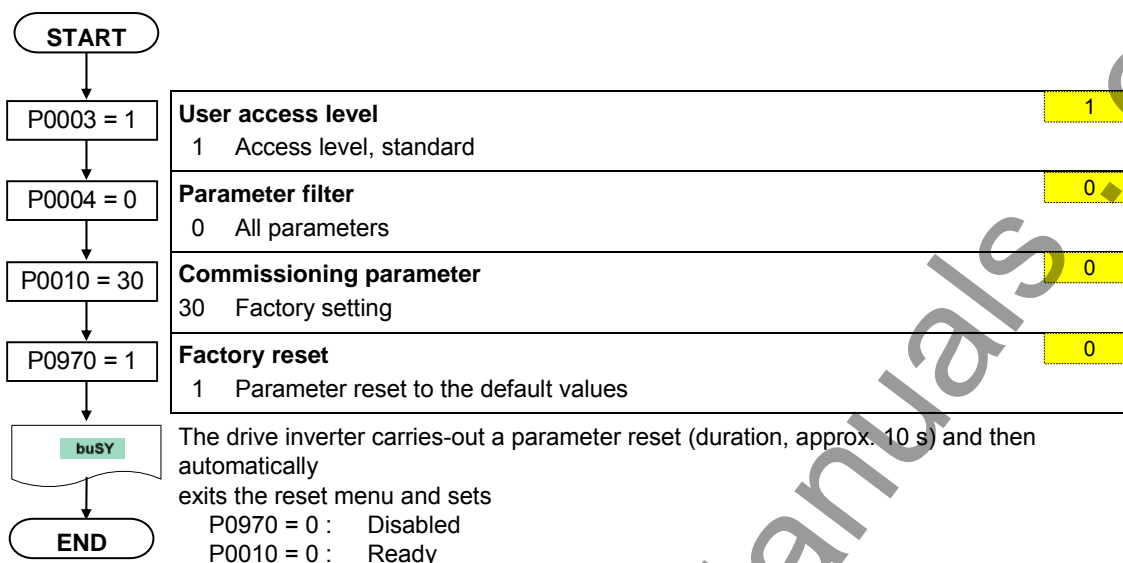 START
P0003 = 1
User access level 1
1 Access level, standard
P0004 = 0
Parameter filter 0
0 All parameters
P0010 = 30
Commissioning parameter 0
30 Factory setting
P0970 = 1
Factory reset 0
1 Parameter reset to the default values
buSY
The drive inverter carries-out a parameter reset (duration, approx. 10 s) and then
automatically
exits the reset menu and sets
P0970 = 0 : Disabled
P0010 = 0 : Ready
END
anuals .